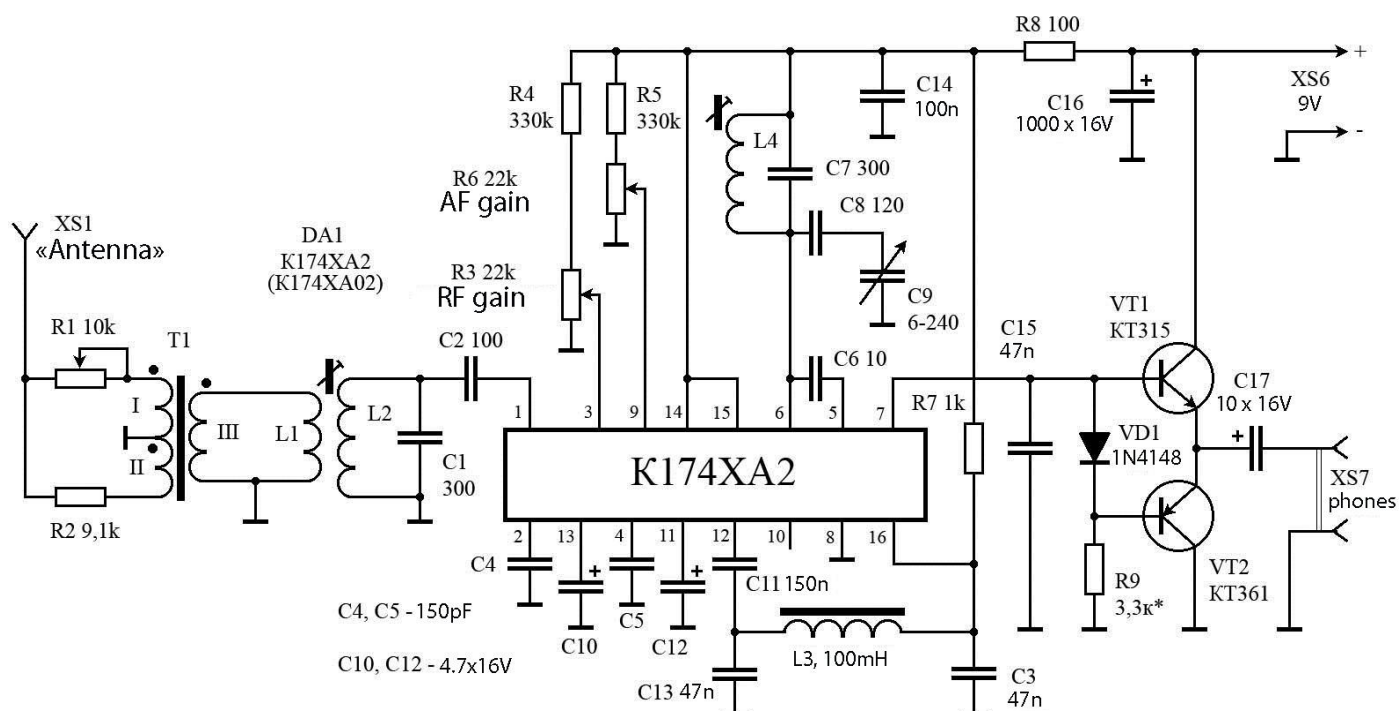 R8 100
+
XS6
9V
-
C16
1000 x 16V
+
C14
100n
R4
330k
R5
330k
L4
C7 300
C8 120
R6 22k
AF gain
XS1
«Antenna»
DA1
К174ХА2
(К174ХА02)
R3 22k
RF gain
C9
6-240
VT1
КТ315
C15
47n
R1 10k
T1
C2 100
C6 10
C17
10 x 16V
+
R7 1k
I
II
III
L1
L2
C1
300
1
3
9
14
15
6
5
7
К174ХА2
VD1
1N4148
XS7
phones
R2 9,1k
2
13
4
11
12
10
8
16
C4
+
+
C11 150n
R9
3,3к*
VT2
КТ361
C4, C5 - 150pF
C10
C5
C12
L3, 100mH
C10, C12 - 4.7x16V
C13 47n
C3
47n